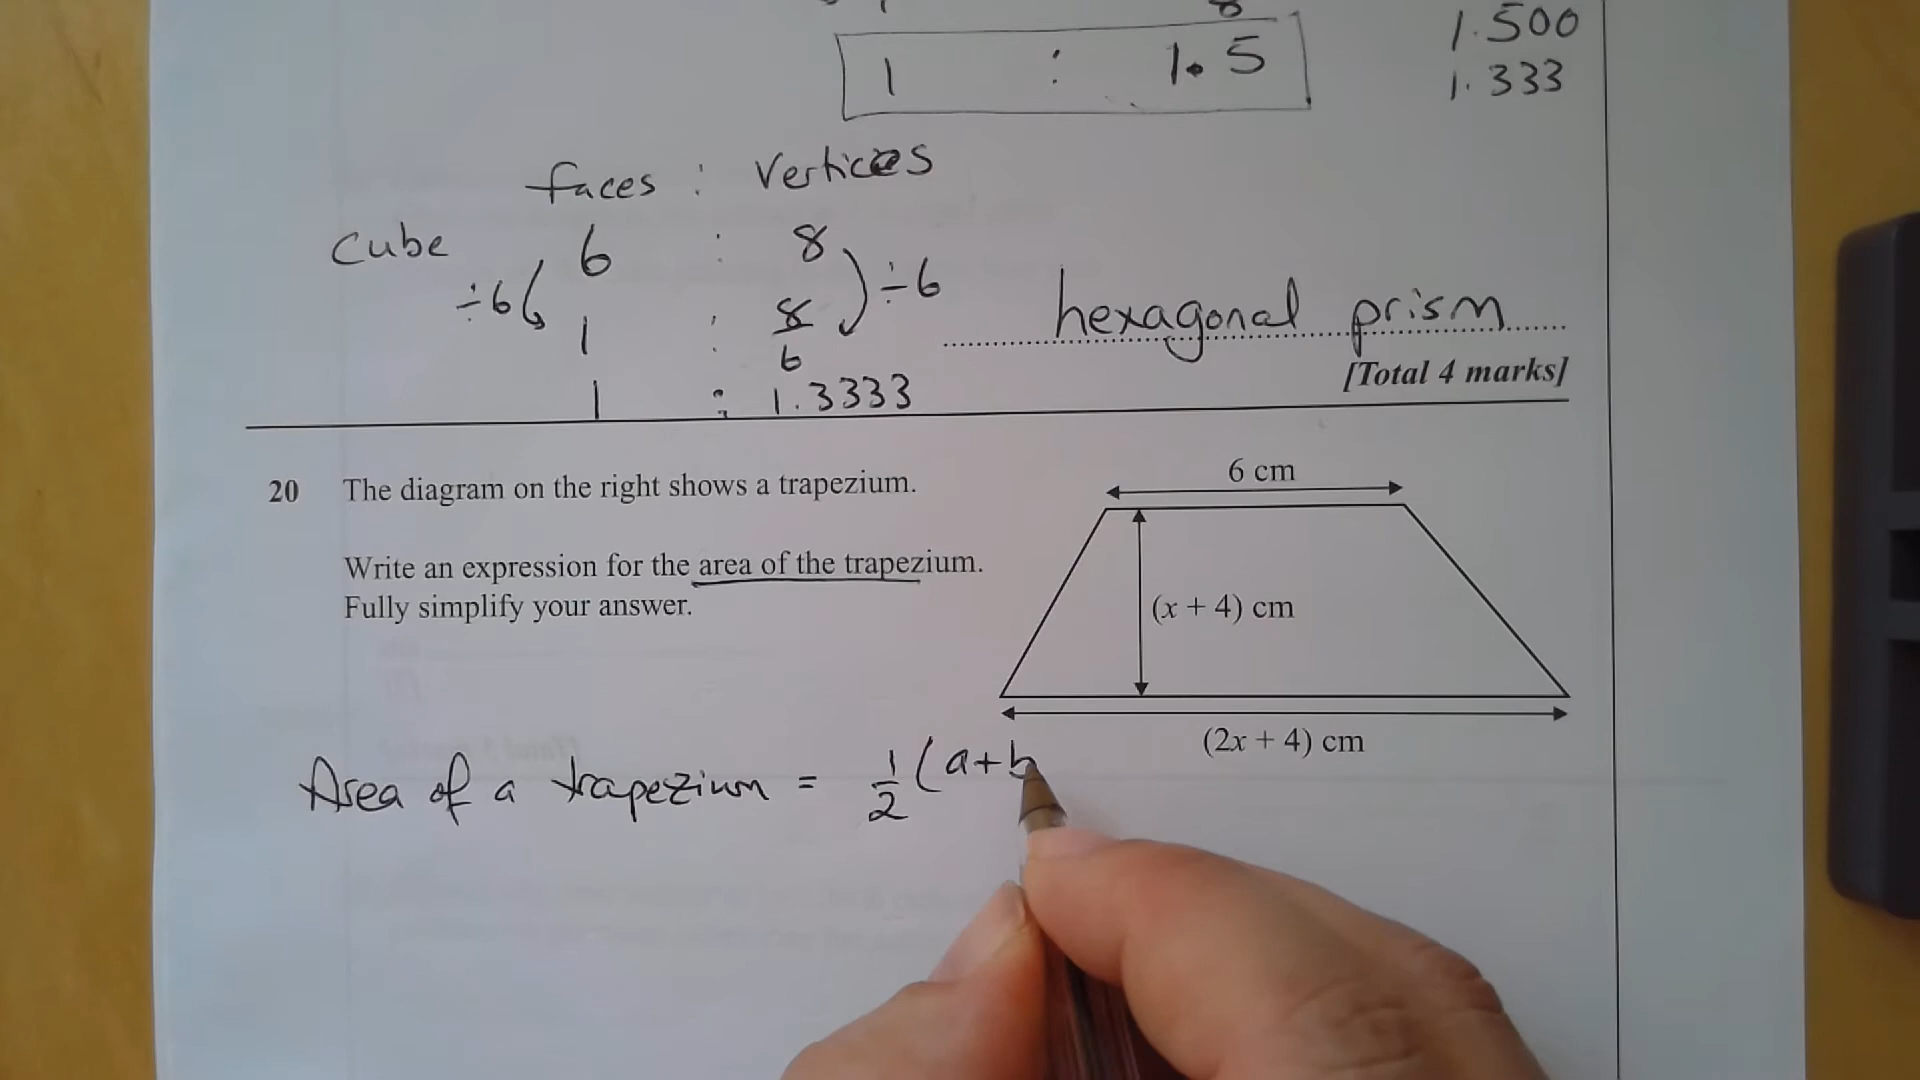 1.500
1 : 1.5
1.333
faces : Vertices
Cube 6 : 8
÷6 ÷6
1 : 8
6
hexagonal prism
[Total 4 marks]
1 : 1.3333
6 cm
20 The diagram on the right shows a trapezium.
Write an expression for the area of the trapezium.
Fully simplify your answer.
(x + 4) cm
(2x + 4) cm
Area of a trapezium = 1/2 (a+b